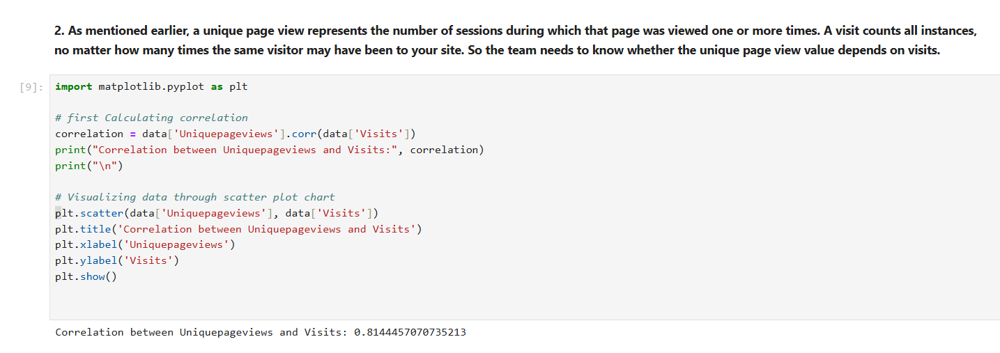 2. As mentioned earlier, a unique page view represents the number of sessions during which that page was viewed one or more times. A visit counts all instances,
no matter how many times the same visitor may have been to your site. So the team needs to know whether the unique page view value depends on visits.
[9]: import matplotlib.pyplot as plt
# first Calculating correlation
correlation = data['Uniquepageviews'].corr(data['Visits'])
print("Correlation between Uniquepageviews and Visits:", correlation)
print("\n")
# Visualizing data through scatter plot chart
plt.scatter(data['Uniquepageviews'], data['Visits'])
plt.title('Correlation between Uniquepageviews and Visits')
plt.xlabel('Uniquepageviews')
plt.ylabel('Visits')
plt.show()
Correlation between Uniquepageviews and Visits: 0.8144457070735213